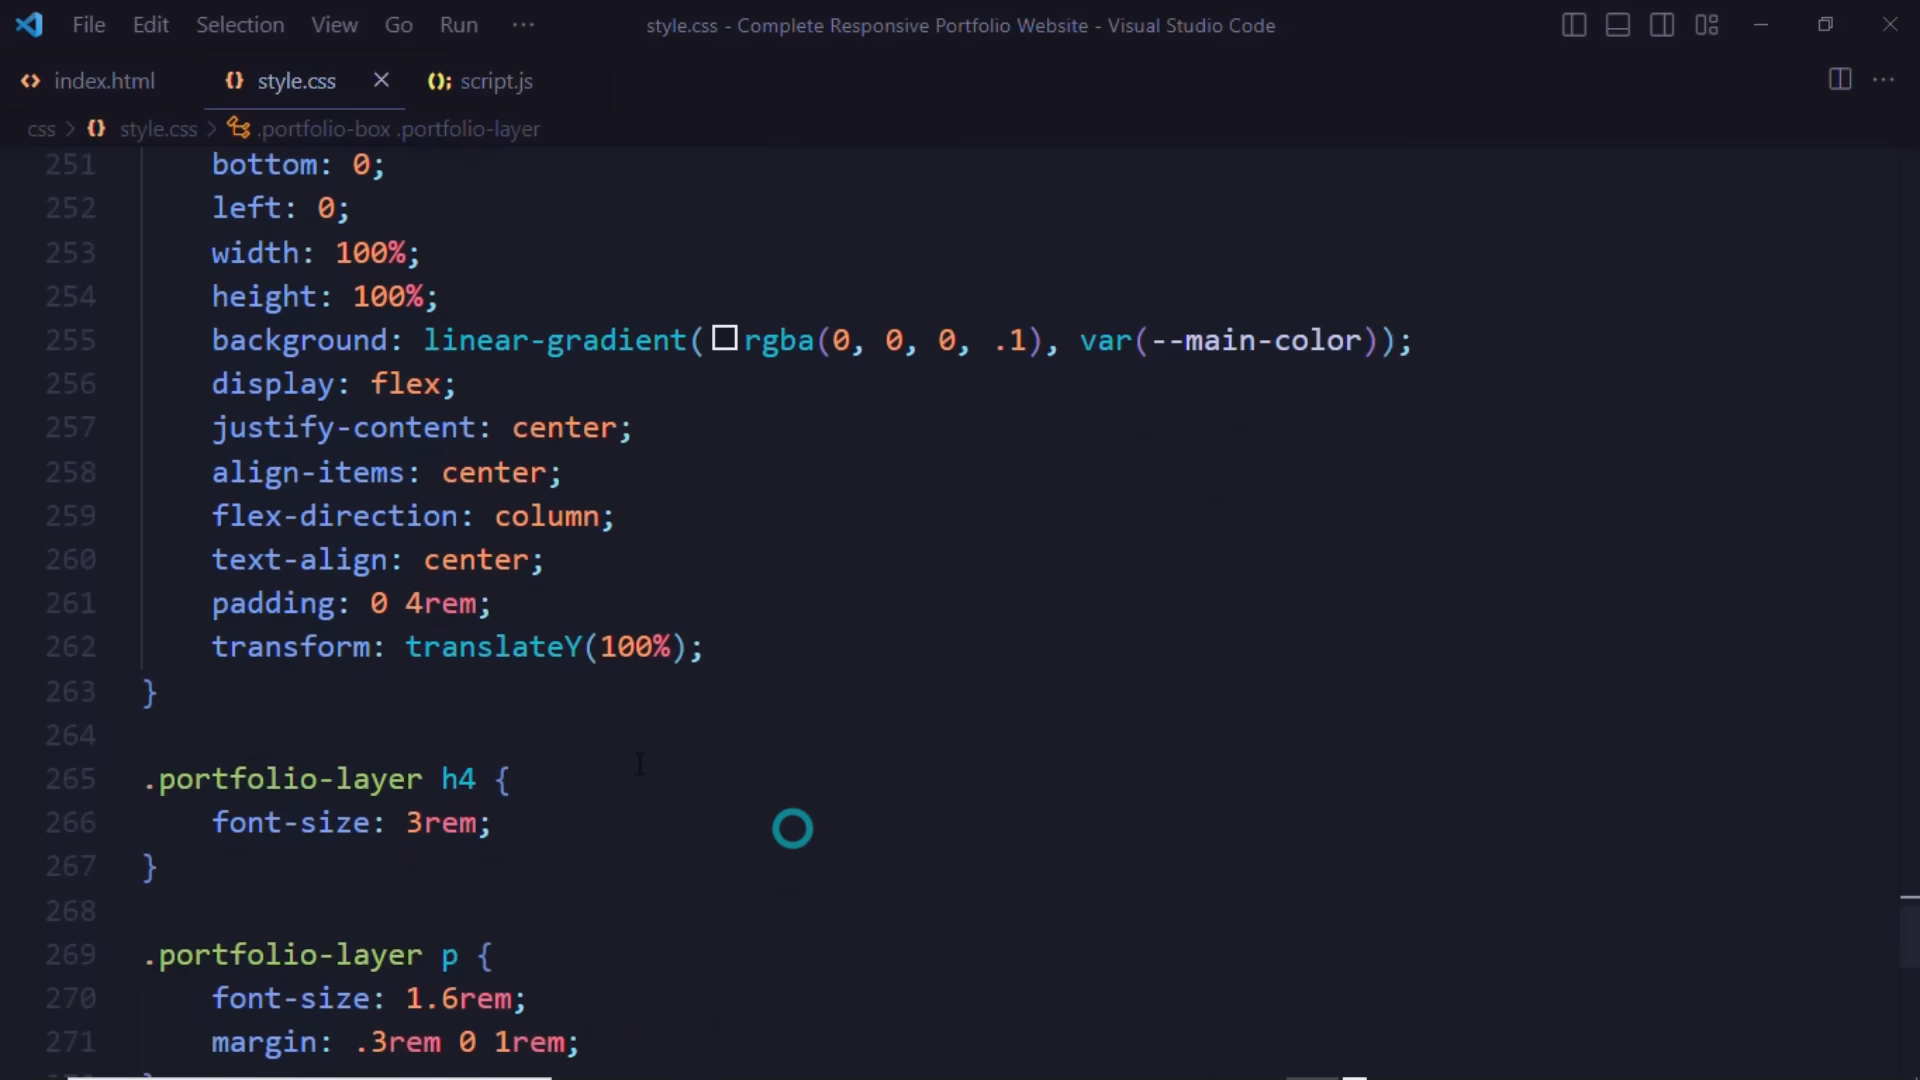 File Edit Selection View Go Run ···
style.css - Complete Responsive Portfolio Website - Visual Studio Code
index.html
style.css
script.js
css > style.css > .portfolio-box .portfolio-layer
251 bottom: 0;
252 left: 0;
253 width: 100%;
254 height: 100%;
255 background: linear-gradient(rgba(0, 0, 0, .1), var(--main-color));
256 display: flex;
257 justify-content: center;
258 align-items: center;
259 flex-direction: column;
260 text-align: center;
261 padding: 0 4rem;
262 transform: translateY(100%);
263 }
264
265 .portfolio-layer h4 {
266 font-size: 3rem;
267 }
268
269 .portfolio-layer p {
270 font-size: 1.6rem;
271 margin: .3rem 0 1rem;